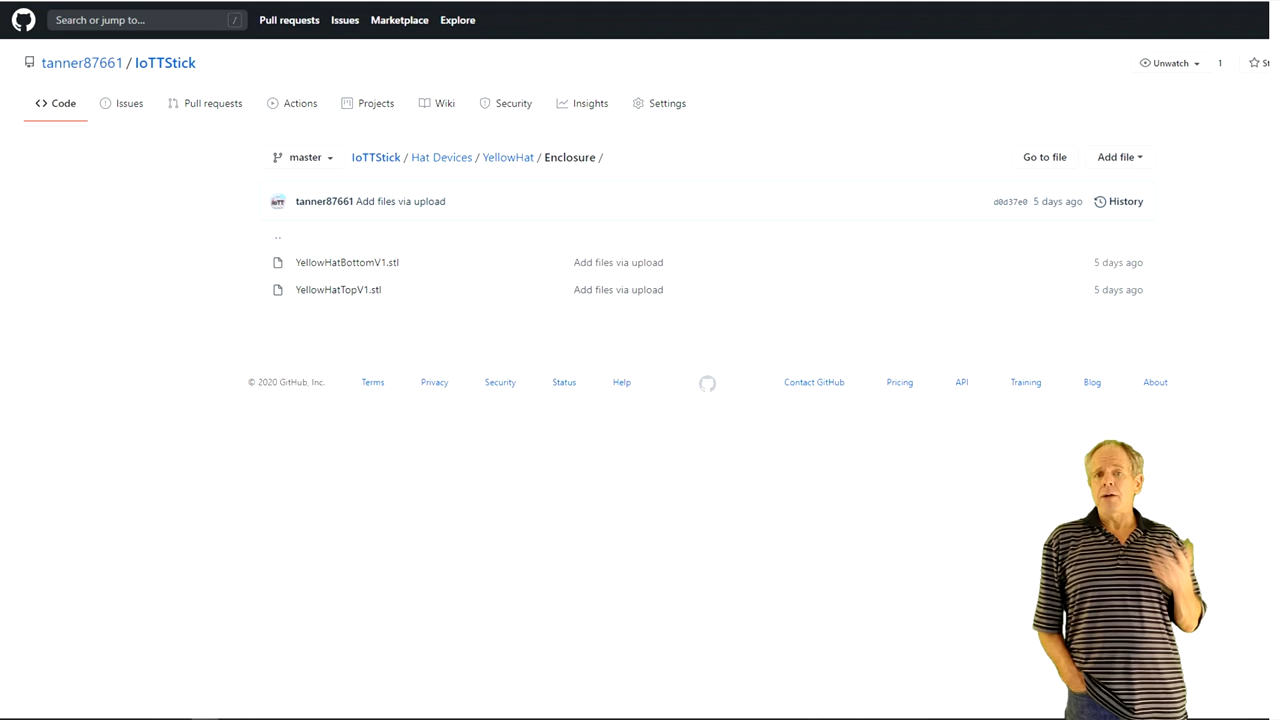 Search or jump to... /
Pull requests Issues Marketplace Explore
tanner87661 / IoTTStick
Unwatch 1 St
Code Issues Pull requests Actions Projects Wiki Security Insights Settings
master IoTTStick / Hat Devices / YellowHat / Enclosure / Go to file Add file
IoTT tanner87661 Add files via upload d0d37e0 5 days ago History
..
YellowHatBottomV1.stl Add files via upload 5 days ago
YellowHatTopV1.stl Add files via upload 5 days ago
© 2020 GitHub, Inc. Terms Privacy Security Status Help Contact GitHub Pricing API Training Blog About